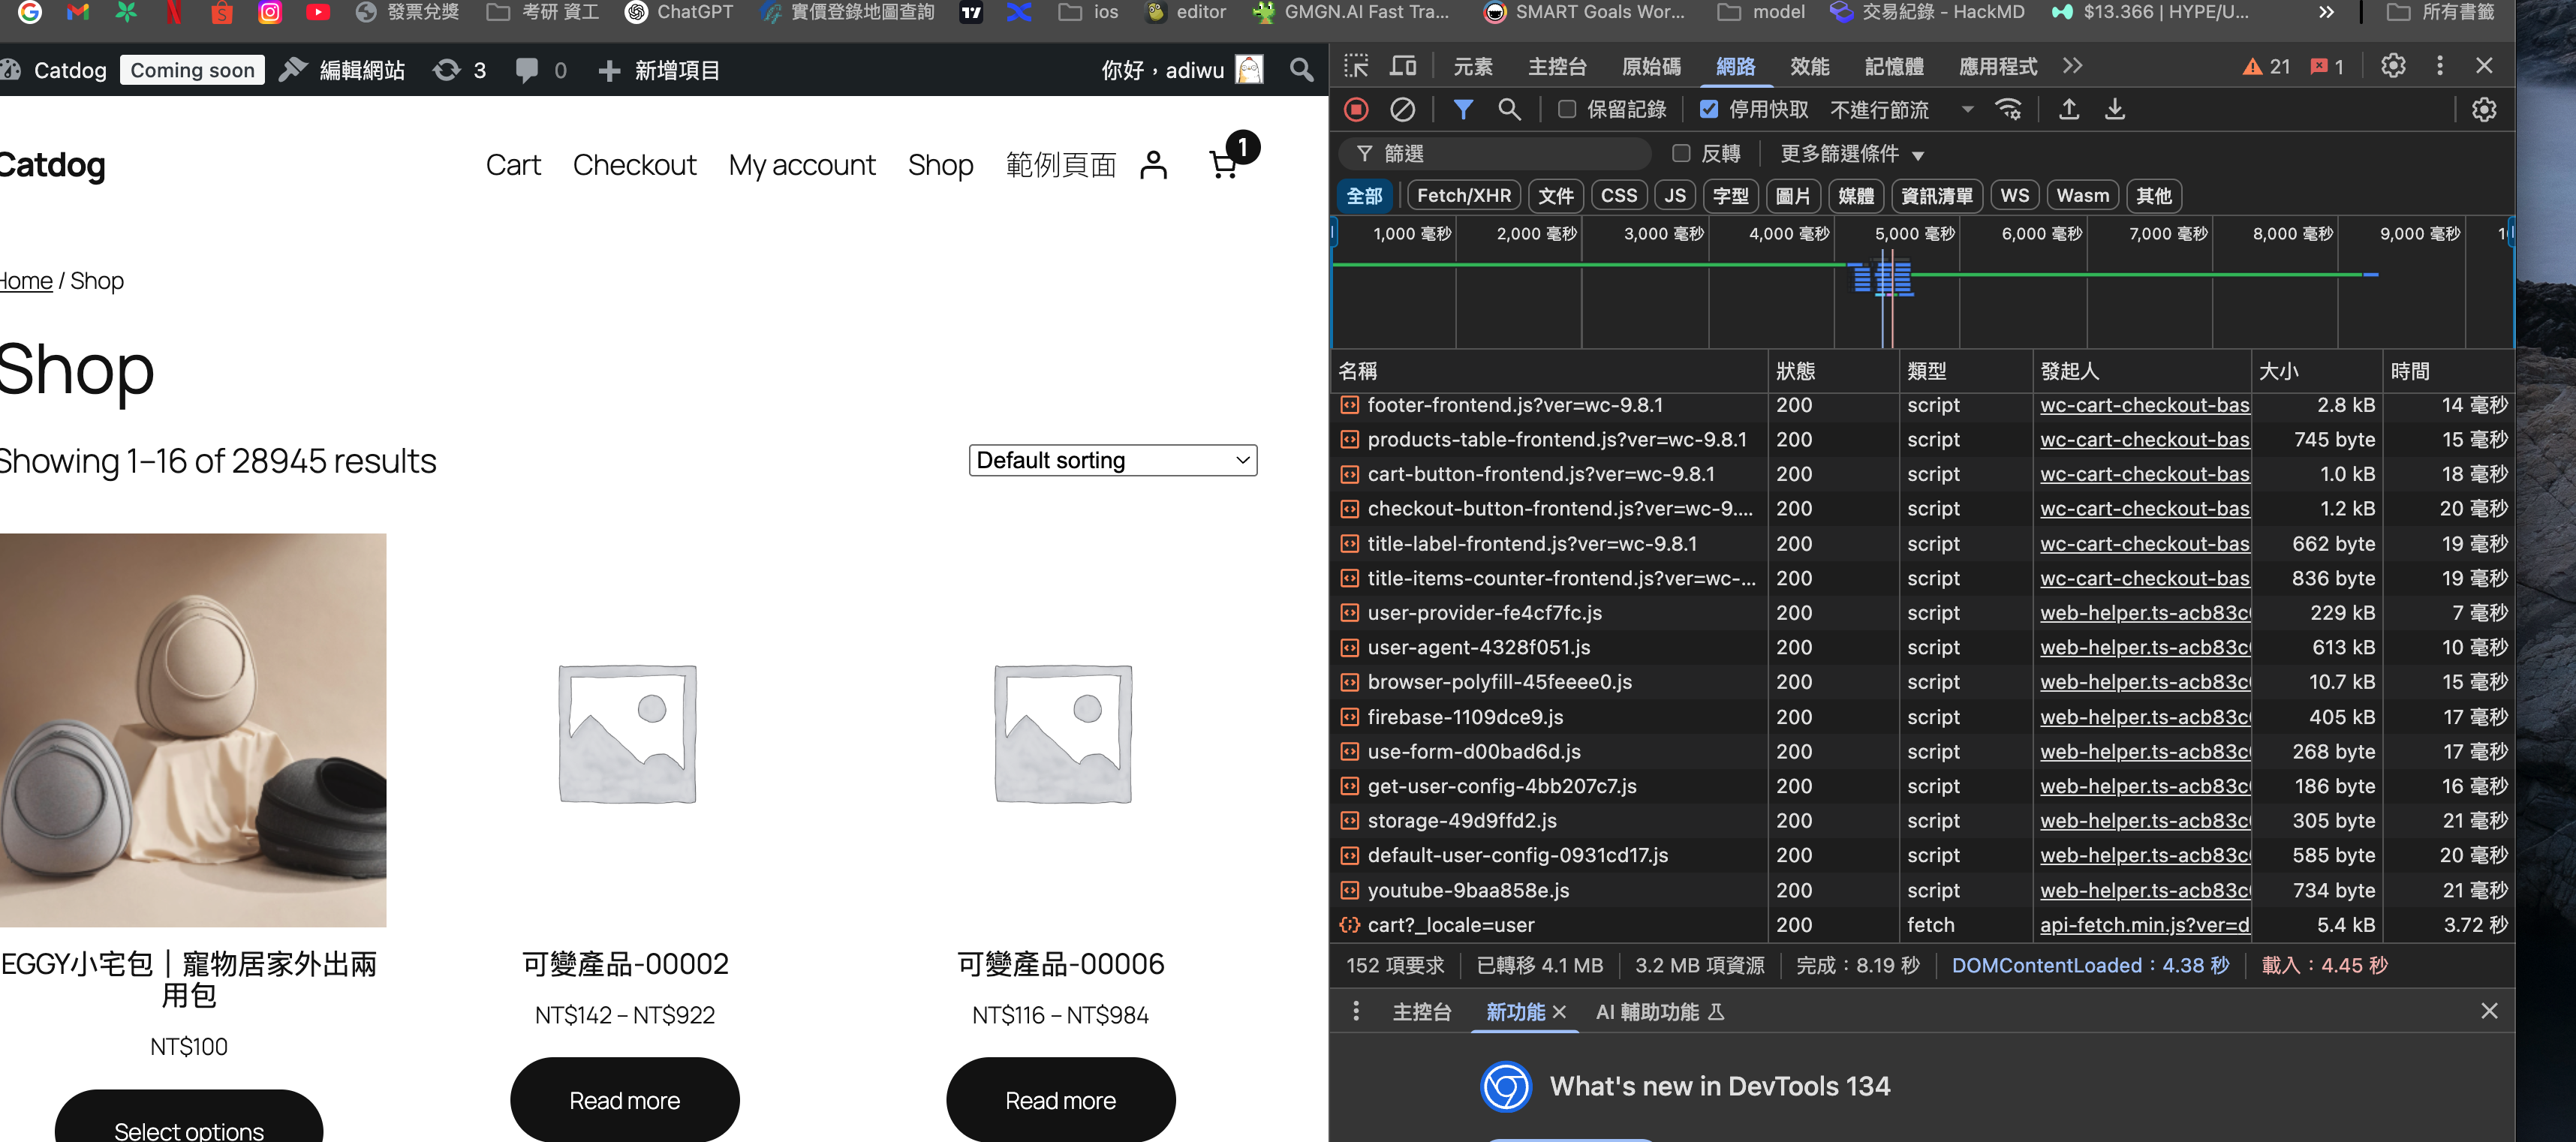 發票兌獎 考研 資工 ChatGPT 實價登錄地圖查詢 ios editor GMGN.AI Fast Tra... SMART Goals Wor... model 交易紀錄 - HackMD $13.366 | HYPE/U... 所有書籤
Catdog Coming soon 編輯網站 3 0 新增項目 你好，adiwu
Catdog Cart Checkout My account Shop 範例頁面 1
Home / Shop
Shop
Showing 1–16 of 28945 results Default sorting
EGGY小宅包｜寵物居家外出兩
用包
NT$100
Select options
可變產品-00002
NT$142 – NT$922
Read more
可變產品-00006
NT$116 – NT$984
Read more
元素 主控台 原始碼 網路 效能 記憶體 應用程式 21 1
保留記錄 停用快取 不進行節流
篩選 反轉 更多篩選條件
全部 Fetch/XHR 文件 CSS JS 字型 圖片 媒體 資訊清單 WS Wasm 其他
1,000 毫秒 2,000 毫秒 3,000 毫秒 4,000 毫秒 5,000 毫秒 6,000 毫秒 7,000 毫秒 8,000 毫秒 9,000 毫秒
名稱 狀態 類型 發起人 大小 時間
footer-frontend.js?ver=wc-9.8.1 200 script wc-cart-checkout-bas 2.8 kB 14 毫秒
products-table-frontend.js?ver=wc-9.8.1 200 script wc-cart-checkout-bas 745 byte 15 毫秒
cart-button-frontend.js?ver=wc-9.8.1 200 script wc-cart-checkout-bas 1.0 kB 18 毫秒
checkout-button-frontend.js?ver=wc-9.... 200 script wc-cart-checkout-bas 1.2 kB 20 毫秒
title-label-frontend.js?ver=wc-9.8.1 200 script wc-cart-checkout-bas 662 byte 19 毫秒
title-items-counter-frontend.js?ver=wc-... 200 script wc-cart-checkout-bas 836 byte 19 毫秒
user-provider-fe4cf7fc.js 200 script web-helper.ts-acb83c 229 kB 7 毫秒
user-agent-4328f051.js 200 script web-helper.ts-acb83c 613 kB 10 毫秒
browser-polyfill-45feeee0.js 200 script web-helper.ts-acb83c 10.7 kB 15 毫秒
firebase-1109dce9.js 200 script web-helper.ts-acb83c 405 kB 17 毫秒
use-form-d00bad6d.js 200 script web-helper.ts-acb83c 268 byte 17 毫秒
get-user-config-4bb207c7.js 200 script web-helper.ts-acb83c 186 byte 16 毫秒
storage-49d9ffd2.js 200 script web-helper.ts-acb83c 305 byte 21 毫秒
default-user-config-0931cd17.js 200 script web-helper.ts-acb83c 585 byte 20 毫秒
youtube-9baa858e.js 200 script web-helper.ts-acb83c 734 byte 21 毫秒
cart?_locale=user 200 fetch api-fetch.min.js?ver=d 5.4 kB 3.72 秒
152 項要求 已轉移 4.1 MB 3.2 MB 項資源 完成：8.19 秒 DOMContentLoaded：4.38 秒 載入：4.45 秒
主控台 新功能 AI 輔助功能
What's new in DevTools 134